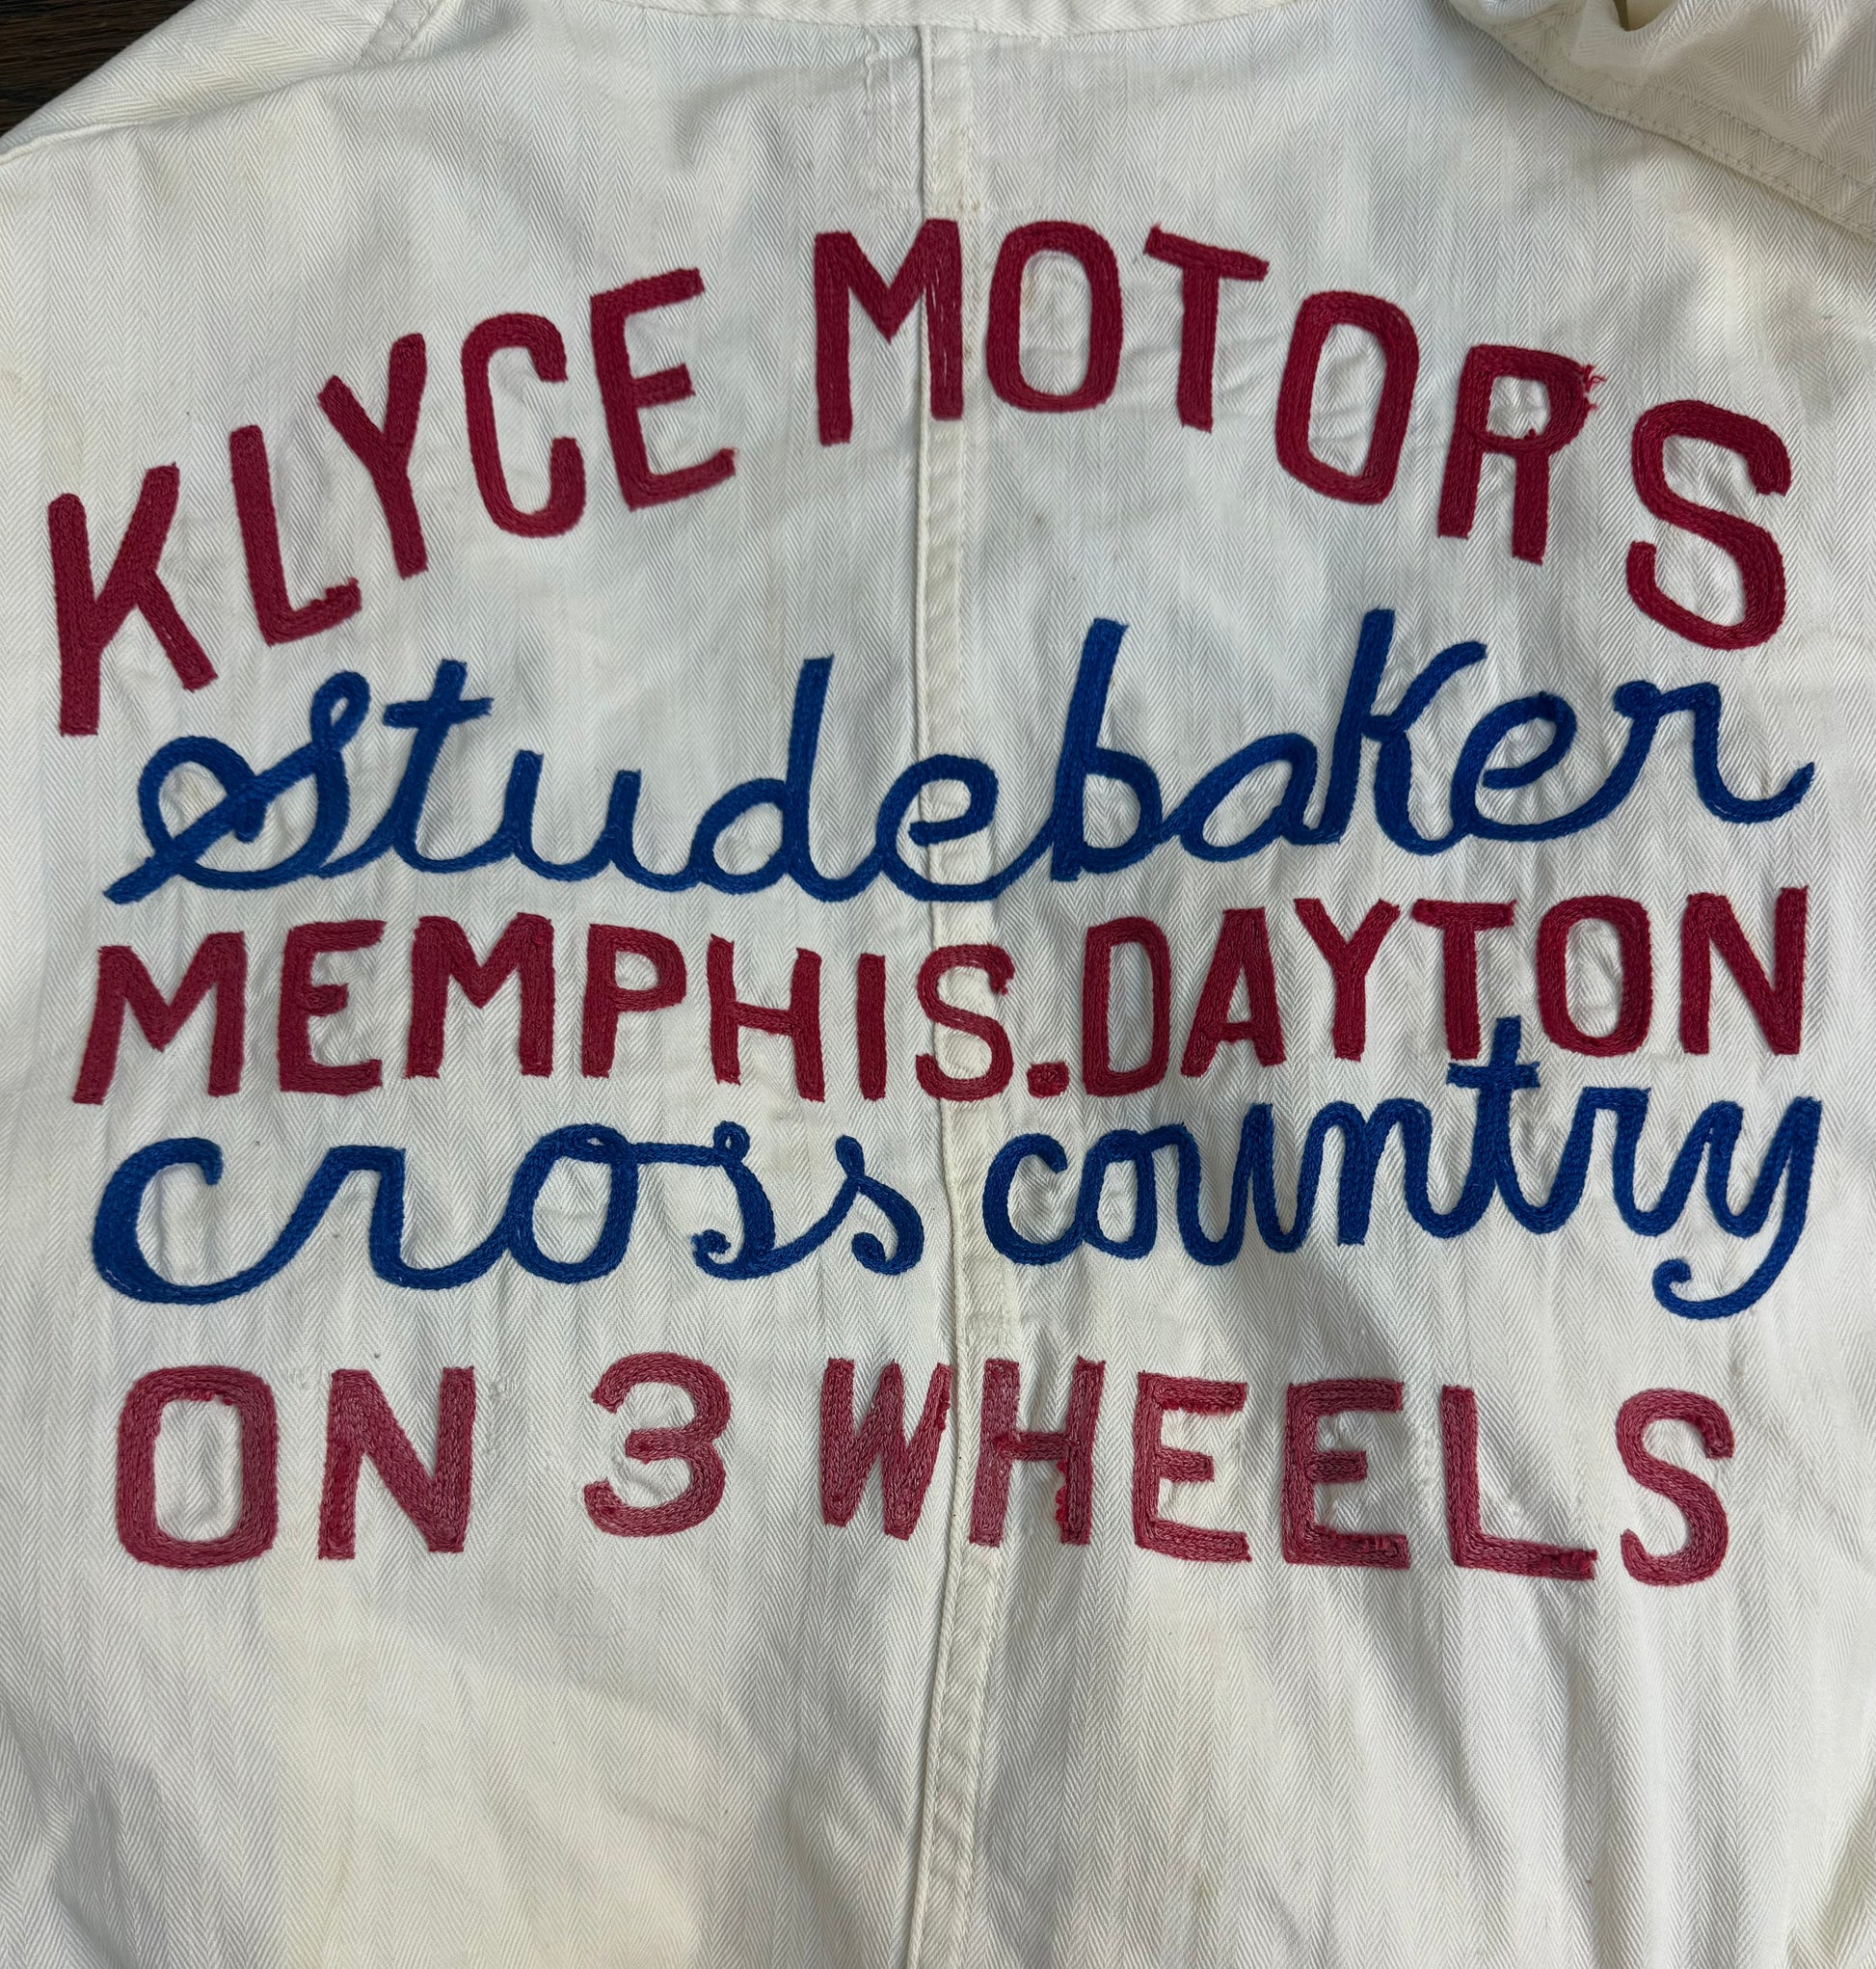 KLYCE MOTORS
Studebaker
MEMPHIS.DAYTON
cross country
ON 3 WHEELS